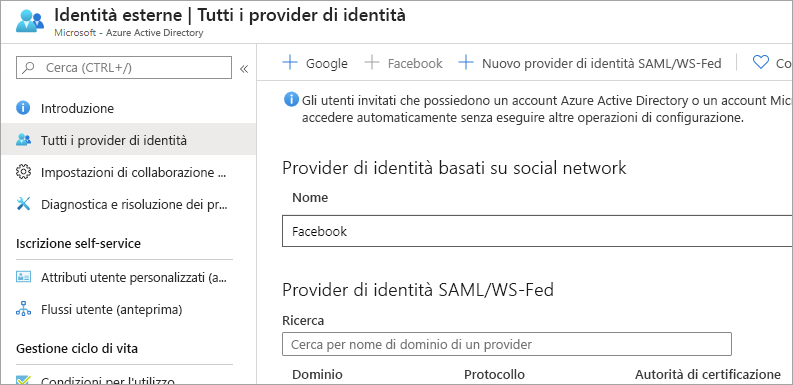 Identità esterne | Tutti i provider di identità
Microsoft - Azure Active Directory
Cerca (CTRL+/)
«
Introduzione
Tutti i provider di identità
Impostazioni di collaborazione ...
Diagnostica e risoluzione dei pr...
Iscrizione self-service
Attributi utente personalizzati (a...
Flussi utente (anteprima)
Gestione ciclo di vita
Condizioni per l'utilizzo
+ Google
+ Facebook
+ Nuovo provider di identità SAML/WS-Fed
Co
Gli utenti invitati che possiedono un account Azure Active Directory o un account Mic
accedere automaticamente senza eseguire altre operazioni di configurazione.
Provider di identità basati su social network
Nome
Facebook
Provider di identità SAML/WS-Fed
Ricerca
Cerca per nome di dominio di un provider
Dominio Protocollo Autorità di certificazione